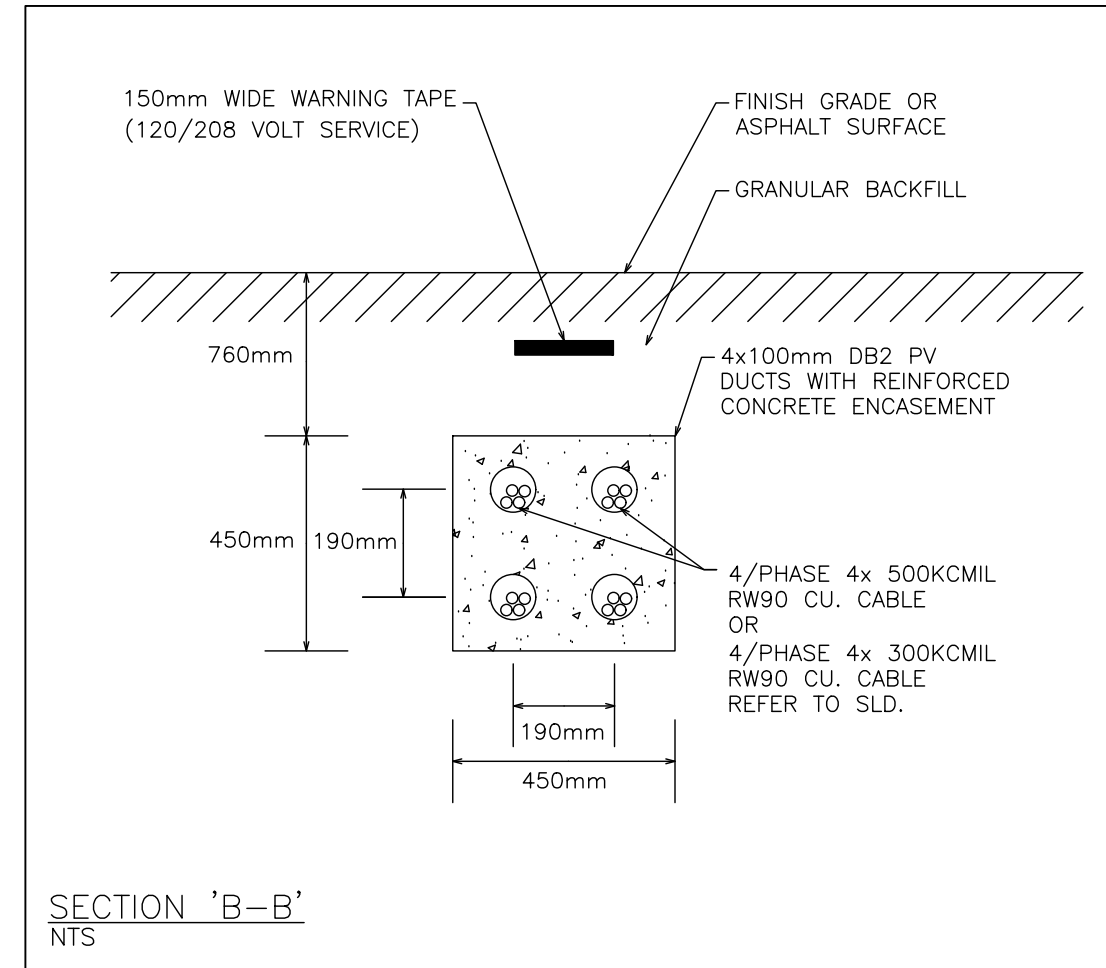 150mm WIDE WARNING TAPE
(120/208 VOLT SERVICE)
FINISH GRADE OR
ASPHALT SURFACE
GRANULAR BACKFILL
760mm
4x100mm DB2 PV
DUCTS WITH REINFORCED
CONCRETE ENCASEMENT
450mm
190mm
4/PHASE 4x 500KCMIL
RW90 CU. CABLE
OR
4/PHASE 4x 300KCMIL
RW90 CU. CABLE
REFER TO SLD.
190mm
450mm
SECTION 'B-B'
NTS